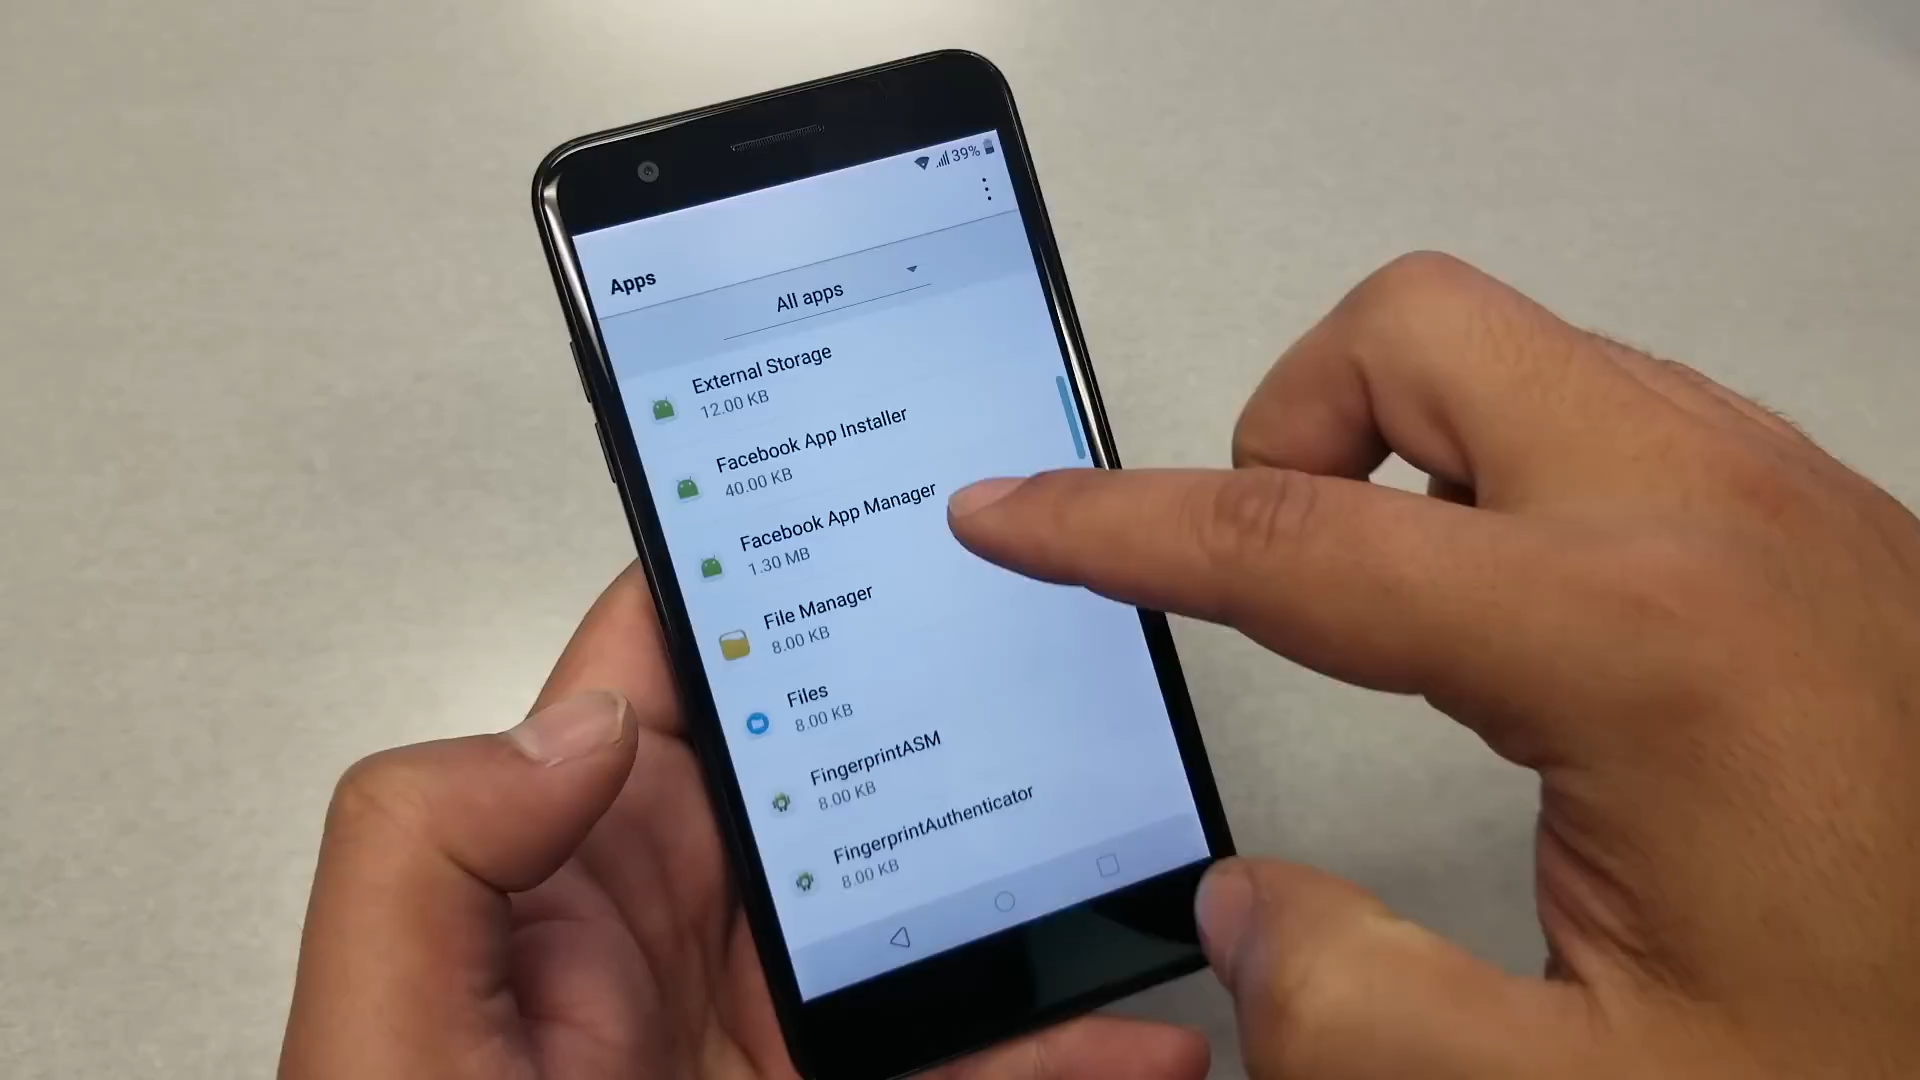 39%
Apps
All apps
External Storage
12.00 KB
Facebook App Installer
40.00 KB
Facebook App Manager
1.30 MB
File Manager
8.00 KB
Files
8.00 KB
FingerprintASM
8.00 KB
FingerprintAuthenticator
8.00 KB